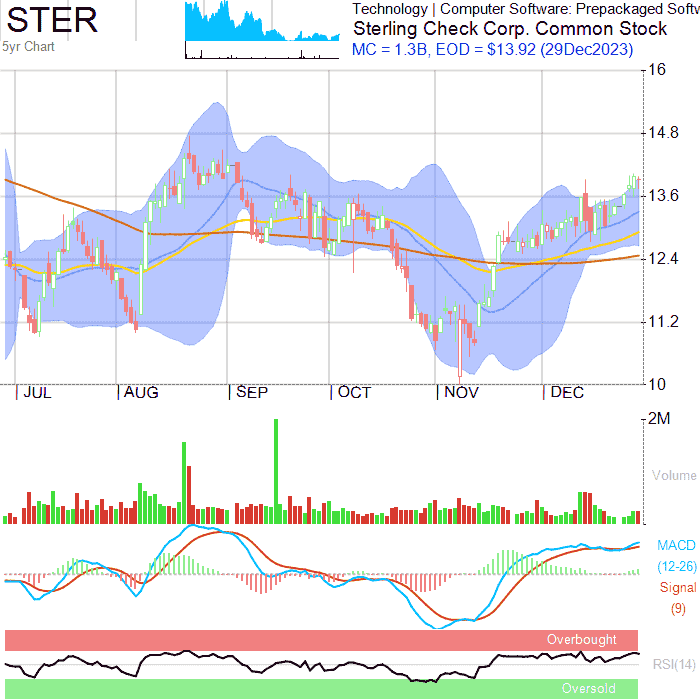 STER
5yr Chart
Technology | Computer Software: Prepackaged Softw
Sterling Check Corp. Common Stock
MC = 1.3B, EOD = $13.92 (29Dec2023)
16
14.8
13.6
12.4
11.2
10
JUL
AUG
SEP
OCT
NOV
DEC
2M
Volume
MACD
(12-26)
Signal
(9)
Overbought
RSI(14)
Oversold